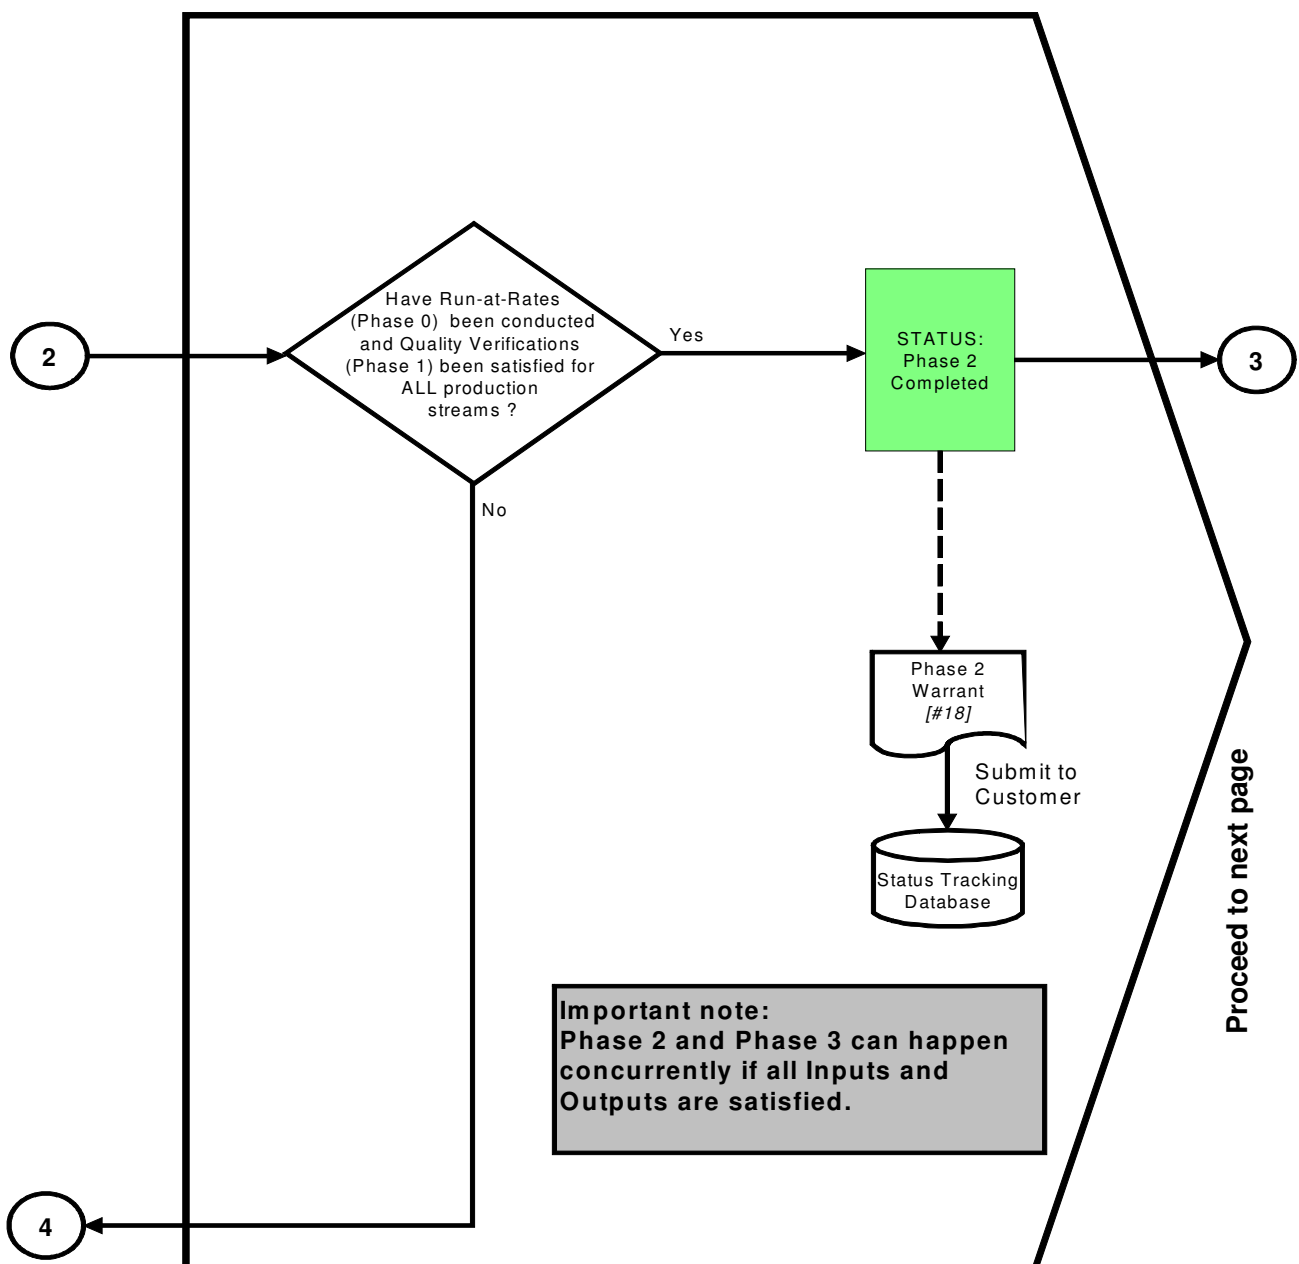 2
Have Run-at-Rates
(Phase 0) been conducted
and Quality Verifications
(Phase 1) been satisfied for
ALL production
streams ?
Yes
No
STATUS:
Phase 2
Completed
3
Phase 2
Warrant
[#18]
Submit to
Customer
Status Tracking
Database
Proceed to next page
Important note:
Phase 2 and Phase 3 can happen
concurrently if all Inputs and
Outputs are satisfied.
4